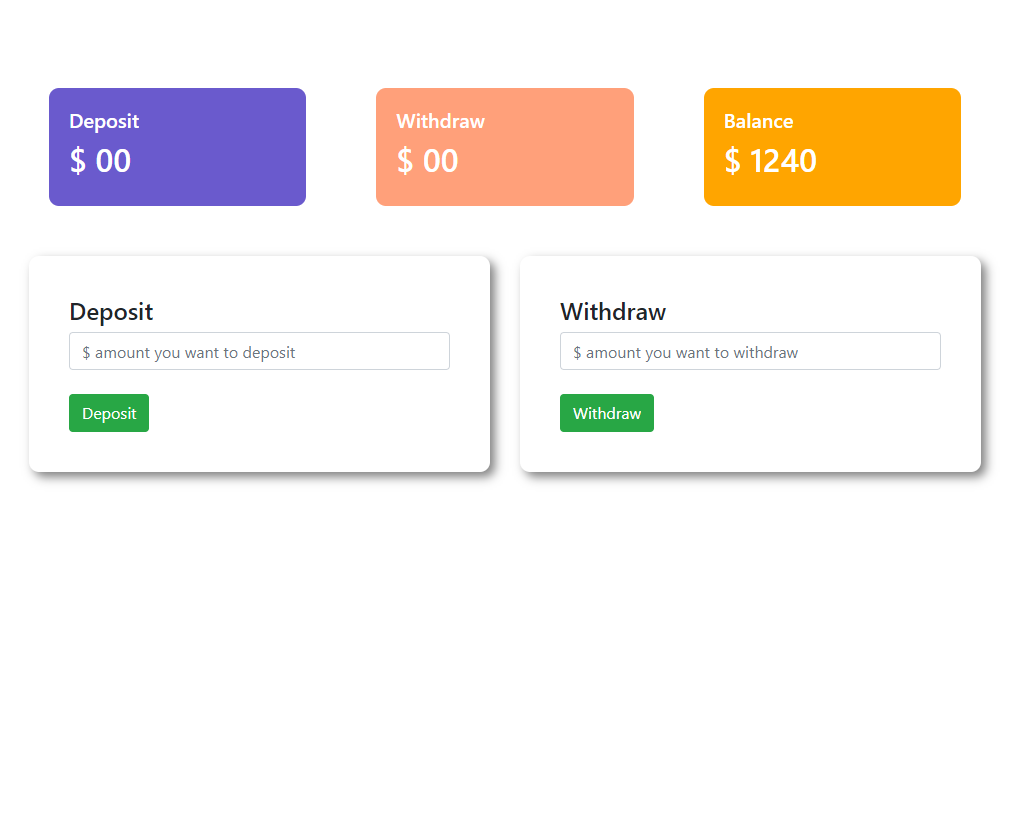 Deposit
$ 00
Withdraw
$ 00
Balance
$ 1240
Deposit
$ amount you want to deposit
Deposit
Withdraw
$ amount you want to withdraw
Withdraw